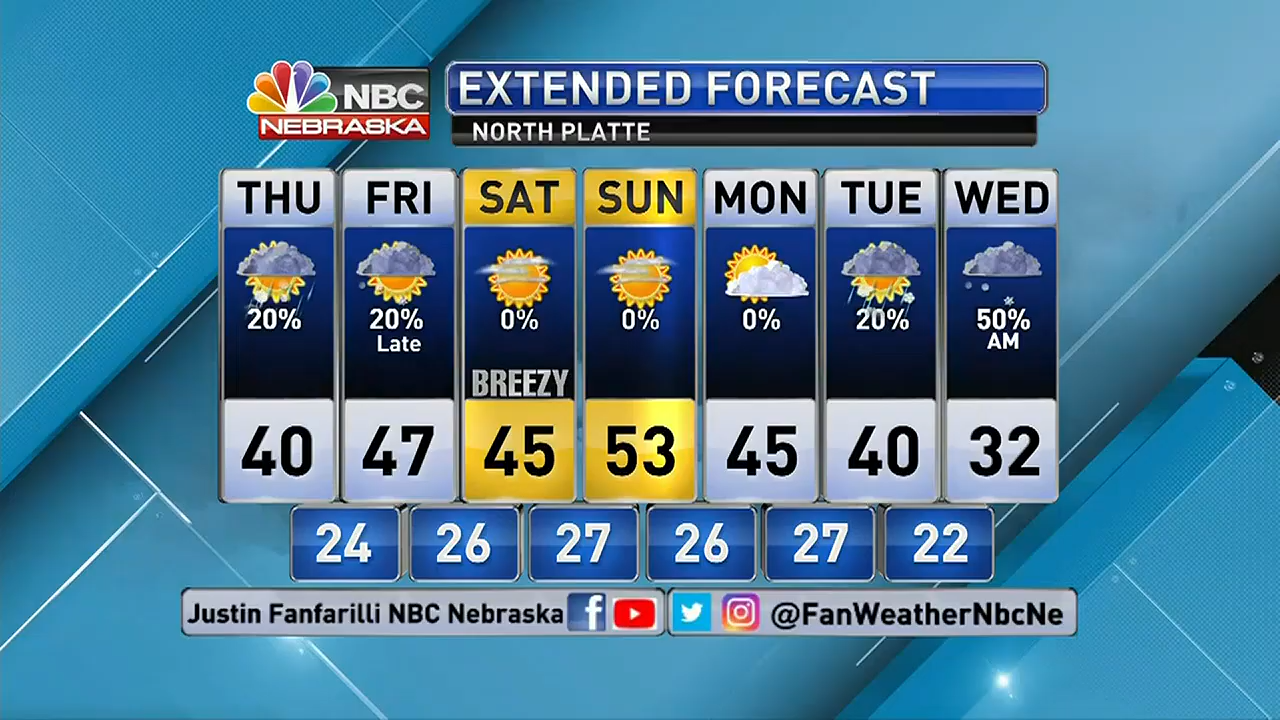 NBC
NEBRASKA
EXTENDED FORECAST
NORTH PLATTE
THU FRI SAT SUN MON TUE WED
20% 20% 0% 0% 0% 20% 50%
Late AM
BREEZY
40 47 45 53 45 40 32
24 26 27 26 27 22
Justin Fanfarilli NBC Nebraska f @FanWeatherNbcNe